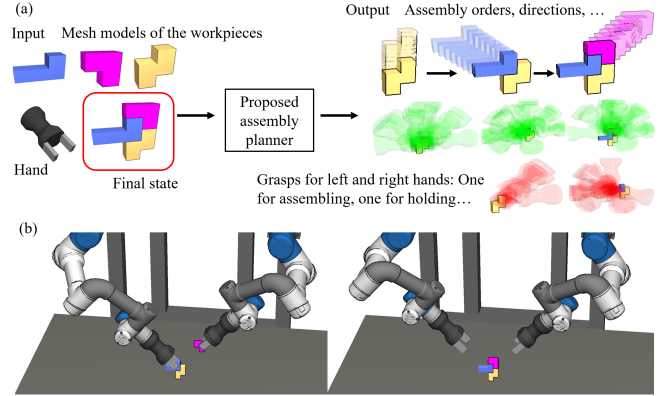 (a)
Input Mesh models of the workpieces
Output Assembly orders, directions, …
Proposed
assembly
planner
Hand
Final state
Grasps for left and right hands: One
for assembling, one for holding…
(b)